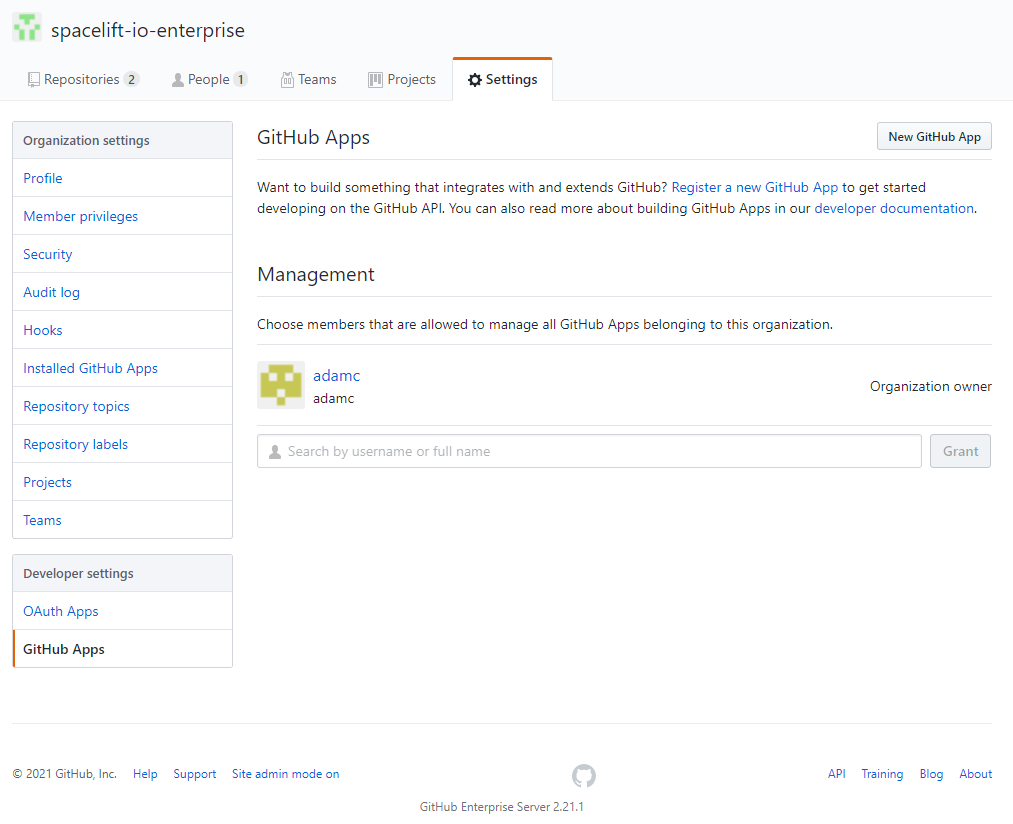 spacelift-io-enterprise
Repositories 2 People 1 Teams Projects Settings
Organization settings
Profile
Member privileges
Security
Audit log
Hooks
Installed GitHub Apps
Repository topics
Repository labels
Projects
Teams
Developer settings
OAuth Apps
GitHub Apps
GitHub Apps
New GitHub App
Want to build something that integrates with and extends GitHub? Register a new GitHub App to get started
developing on the GitHub API. You can also read more about building GitHub Apps in our developer documentation.
Management
Choose members that are allowed to manage all GitHub Apps belonging to this organization.
adamc
adamc
Organization owner
Search by username or full name
Grant
© 2021 GitHub, Inc. Help Support Site admin mode on
API Training Blog About
GitHub Enterprise Server 2.21.1